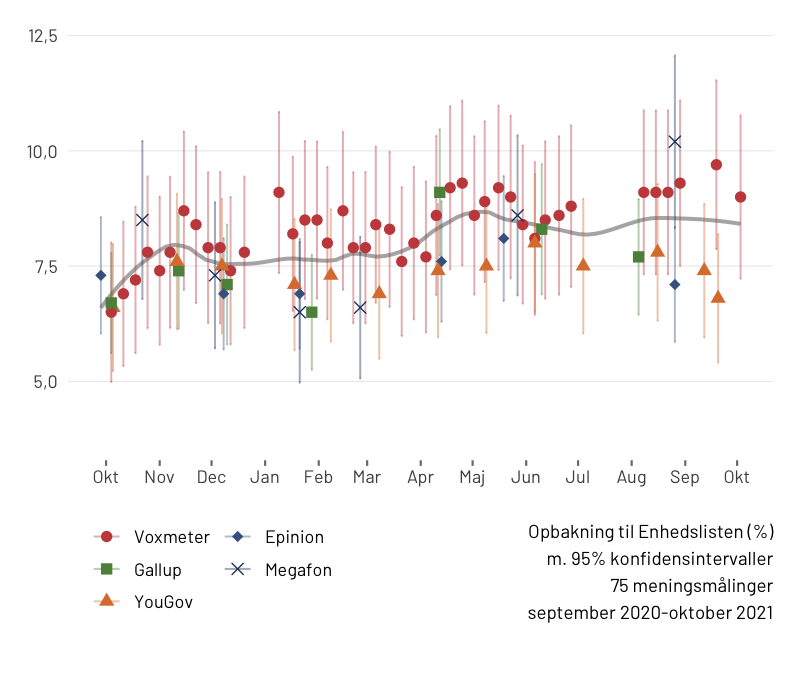 12,5
10,0
7,5
5,0
Okt Nov Dec Jan Feb Mar Apr Maj Jun Jul Aug Sep Okt
Voxmeter Epinion
Gallup Megafon
YouGov
Opbakning til Enhedslisten (%)
m. 95% konfidensintervaller
75 meningsmålinger
september 2020-oktober 2021